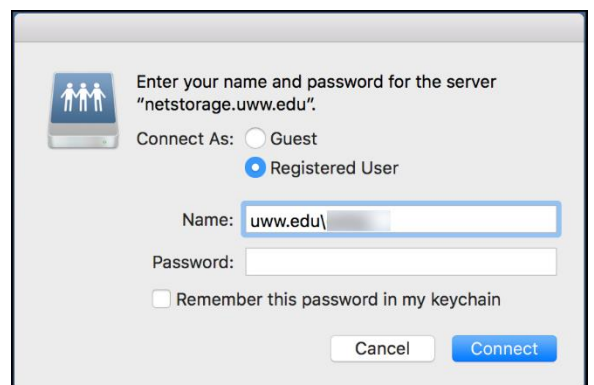 Enter your name and password for the server
"netstorage.uww.edu".
Connect As: Guest
Registered User
Name: uww.edu\
Password:
Remember this password in my keychain
Cancel Connect